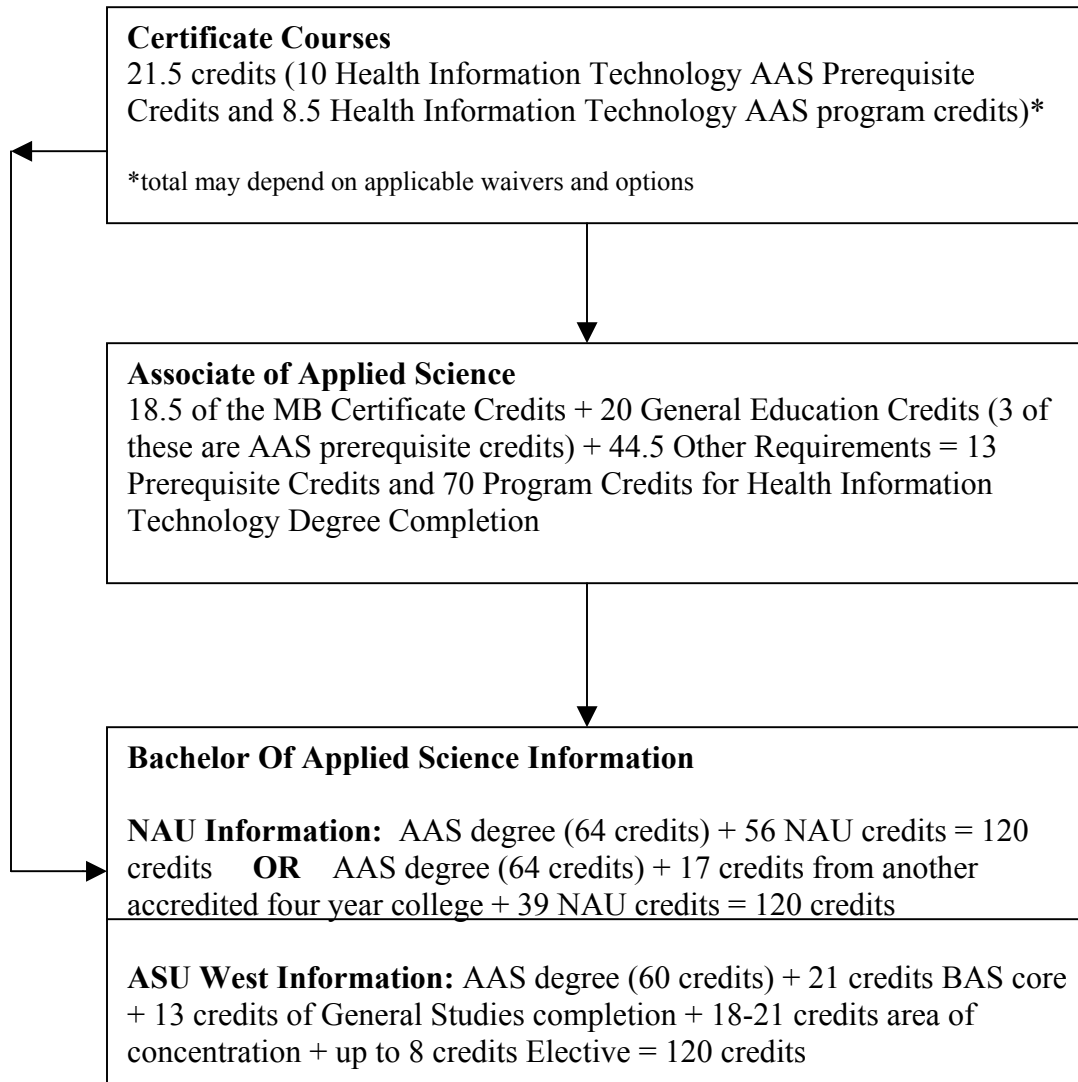 Certificate Courses
21.5 credits (10 Health Information Technology AAS Prerequisite
Credits and 8.5 Health Information Technology AAS program credits)*
*total may depend on applicable waivers and options
Associate of Applied Science
18.5 of the MB Certificate Credits + 20 General Education Credits (3 of
these are AAS prerequisite credits) + 44.5 Other Requirements = 13
Prerequisite Credits and 70 Program Credits for Health Information
Technology Degree Completion
Bachelor Of Applied Science Information
NAU Information: AAS degree (64 credits) + 56 NAU credits = 120
credits OR AAS degree (64 credits) + 17 credits from another
accredited four year college + 39 NAU credits = 120 credits
ASU West Information: AAS degree (60 credits) + 21 credits BAS core
+ 13 credits of General Studies completion + 18-21 credits area of
concentration + up to 8 credits Elective = 120 credits